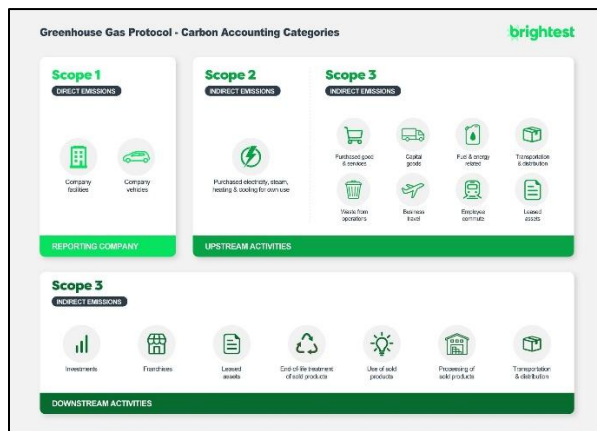 Greenhouse Gas Protocol - Carbon Accounting Categories
brightest
Scope 1
DIRECT EMISSIONS
Company
facilities
Company
vehicles
REPORTING COMPANY
Scope 2
INDIRECT EMISSIONS
Purchased electricity, steam,
heating & cooling for own use
Scope 3
INDIRECT EMISSIONS
Purchased good
& services
Capital
goods
Fuel & energy
related
Transportation
& distribution
Waste from
operations
Business
travel
Employee
commute
Leased
assets
UPSTREAM ACTIVITIES
Scope 3
INDIRECT EMISSIONS
Investments
Franchises
Leased
assets
End-of-life treatment
of sold products
Use of sold
products
Processing of
sold products
Transportation
& distribution
DOWNSTREAM ACTIVITIES